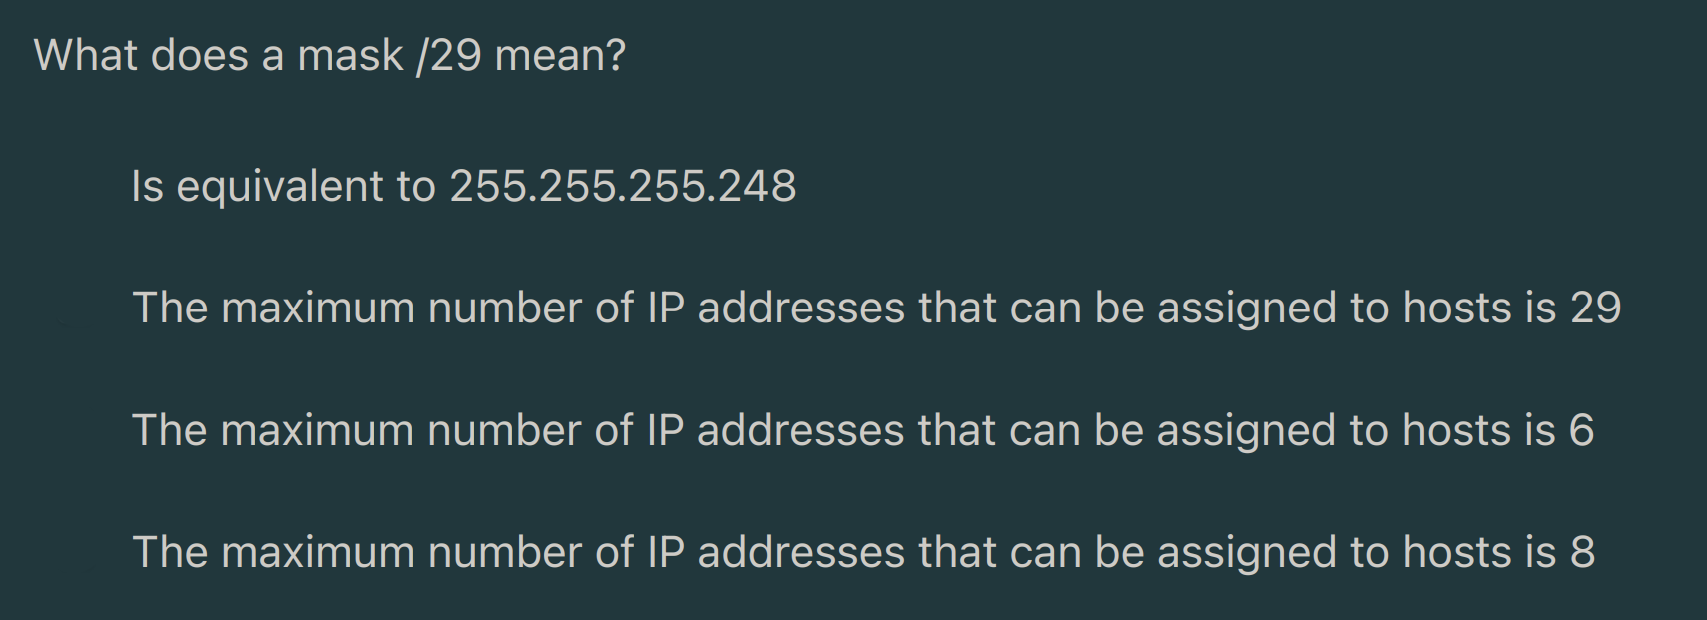 What does a mask /29 mean?
Is equivalent to 255.255.255.248
The maximum number of IP addresses that can be assigned to hosts is 29
The maximum number of IP addresses that can be assigned to hosts is 6
The maximum number of IP addresses that can be assigned to hosts is 8